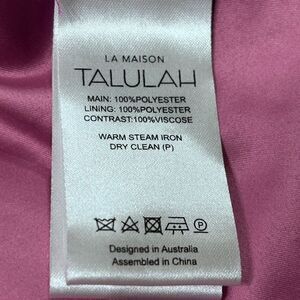 LA MAISON
TALULAH
MAIN: 100%POLYESTER
LINING: 100%POLYESTER
CONTRAST:100%VISCOSE
WARM STEAM IRON
DRY CLEAN (P)
P
Designed in Australia
Assembled in China